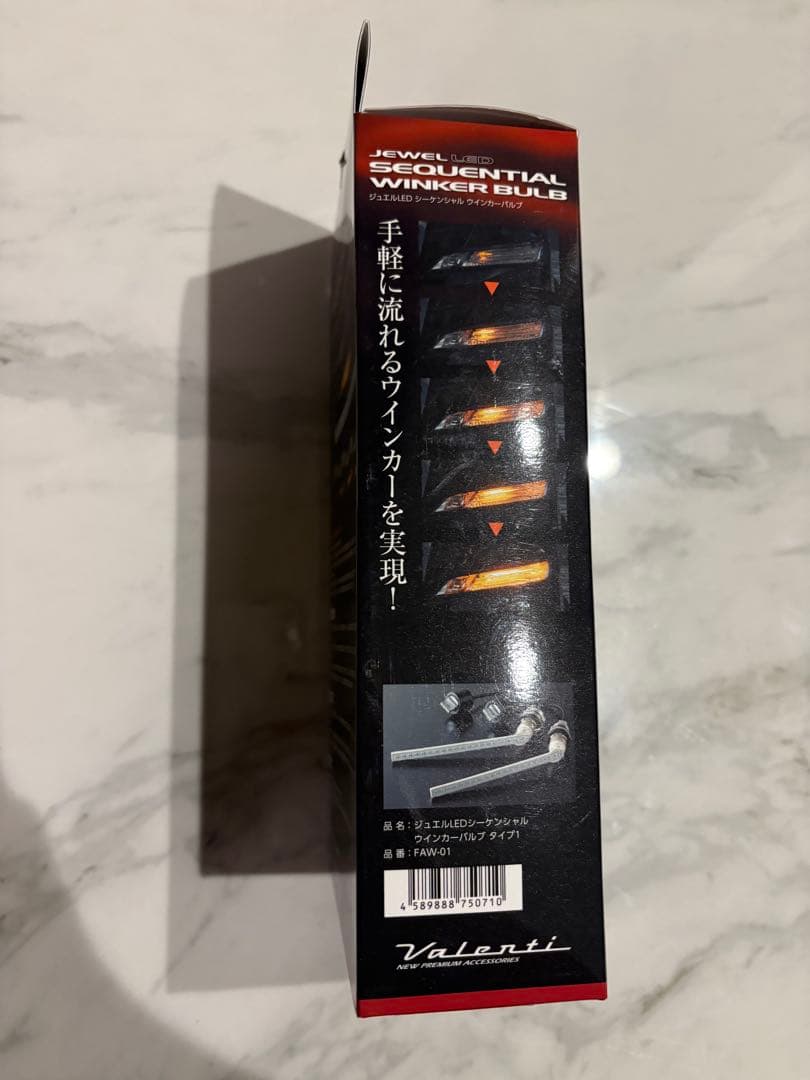 JEWEL LED
SEQUENTIAL
WINKER BULB
ジュエルLED シーケンシャル ウインカーバルブ
手軽に流れるウインカーを実現！
品 名：ジュエルLEDシーケンシャル
ウインカーバルブ タイプ1
品 番：FAW-01
4 589888 750710
Valenti
NEW PREMIUM ACCESSORIES